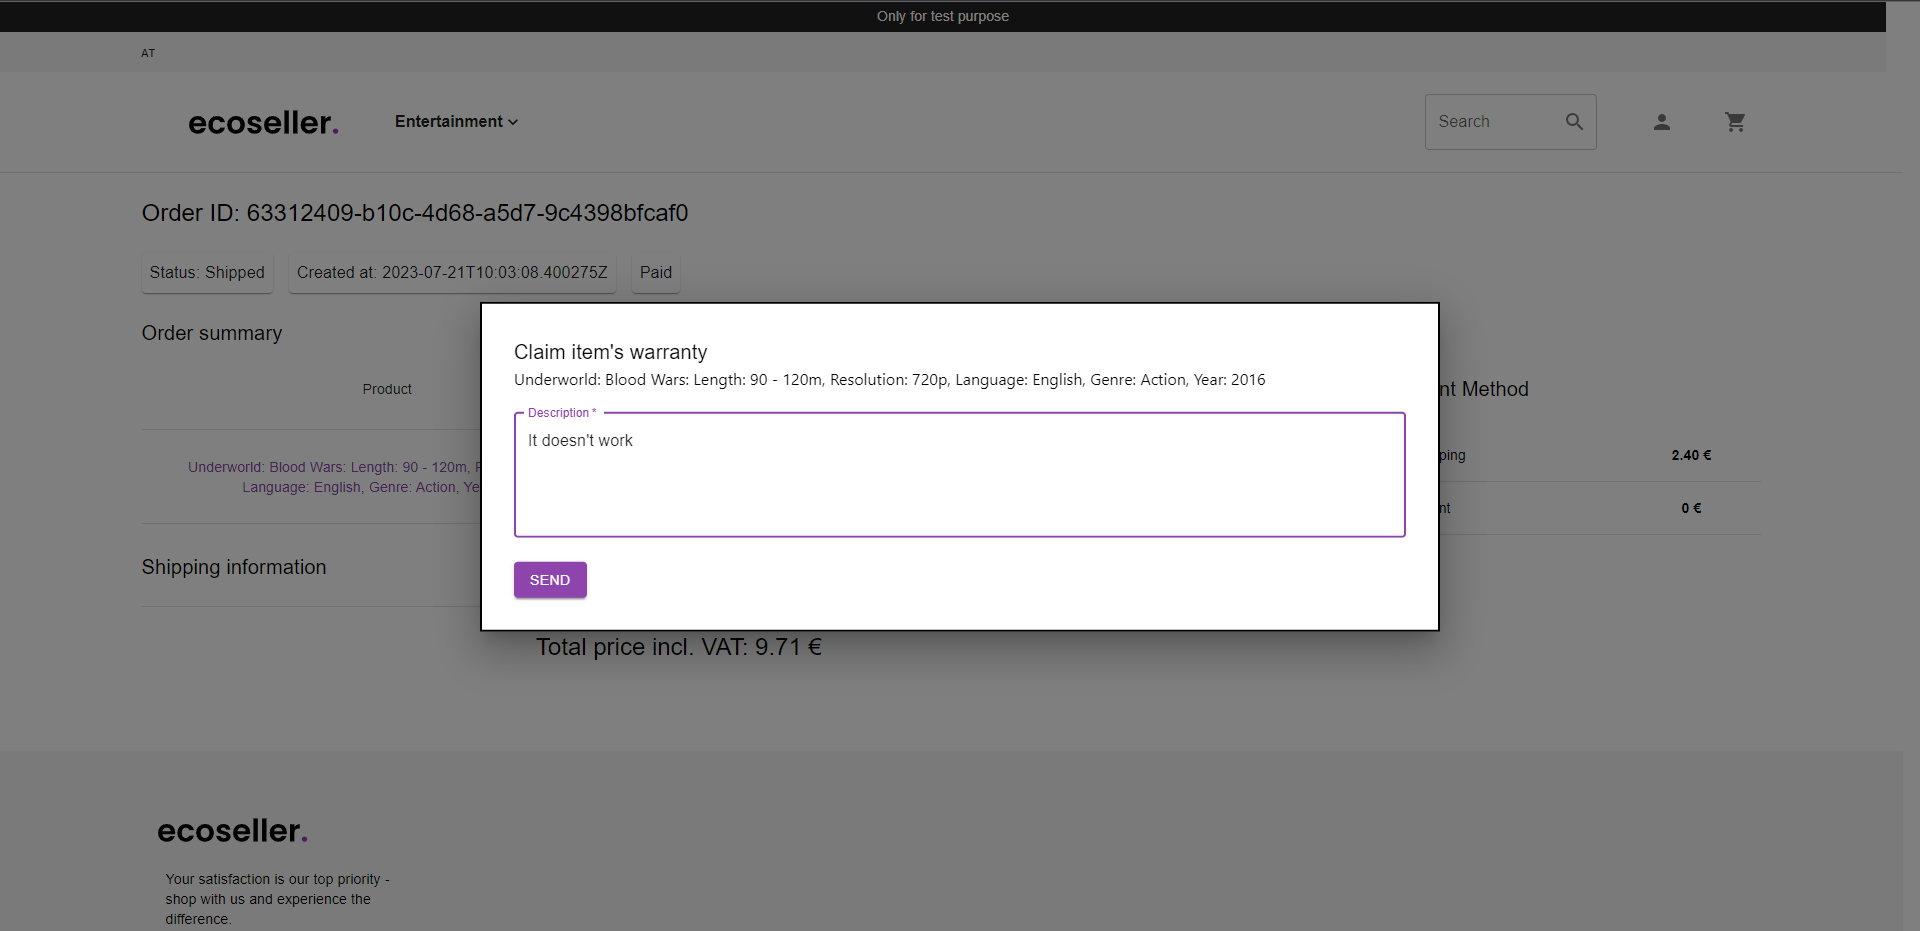 Only for test purpose
AT
ecoseller.
Entertainment
Search
Order ID: 63312409-b10c-4d68-a5d7-9c4398bfcaf0
Status: Shipped
Created at: 2023-07-21T10:03:08.400275Z
Paid
Order summary
Product
Underworld: Blood Wars: Length: 90 - 120m,
Language: English, Genre: Action, Ye
Shipping information
Claim item's warranty
Underworld: Blood Wars: Length: 90 - 120m, Resolution: 720p, Language: English, Genre: Action, Year: 2016
Description *
It doesn't work
SEND
nt Method
ping
2.40 €
nt
0 €
Total price incl. VAT: 9.71 €
ecoseller.
Your satisfaction is our top priority -
shop with us and experience the
difference.